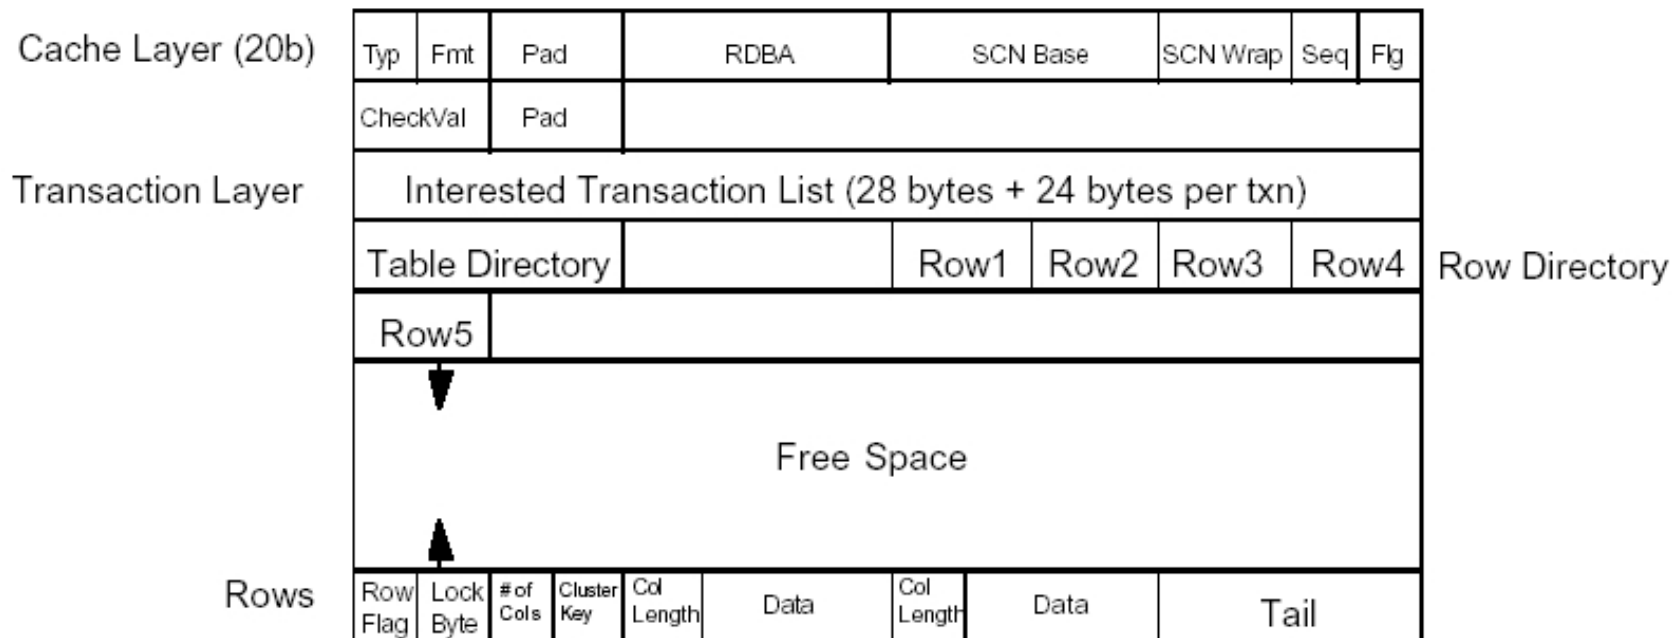 Cache Layer (20b) Typ Fmt Pad RDBA SCN Base SCN Wrap Seq Flg
CheckVal Pad
Transaction Layer Interested Transaction List (28 bytes + 24 bytes per txn)
Table Directory Row1 Row2 Row3 Row4 Row Directory
Row5
Free Space
Rows Row Flag Lock Byte # of Cols Cluster Key Col Length Data Col Length Data Tail